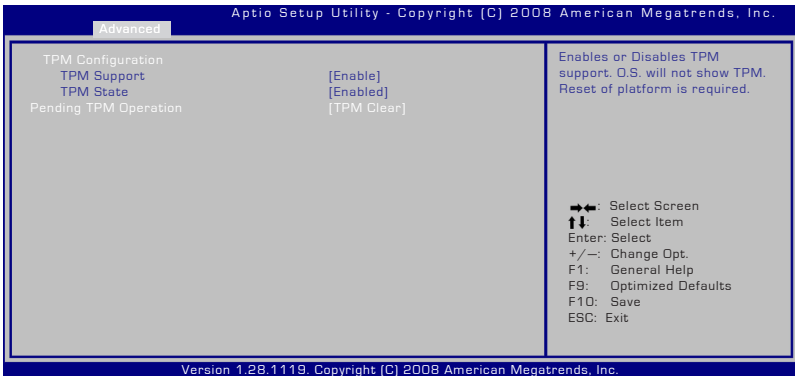 Aptio Setup Utility - Copyright (C) 2008 American Megatrends, Inc.
Advanced
TPM Configuration
TPM Support [Enable]
TPM State [Enabled]
Pending TPM Operation [TPM Clear]
Enables or Disables TPM
support. O.S. will not show TPM.
Reset of platform is required.
→←: Select Screen
↑↓: Select Item
Enter: Select
+/—: Change Opt.
F1: General Help
F9: Optimized Defaults
F10: Save
ESC: Exit
Version 1.28.1119. Copyright (C) 2008 American Megatrends, Inc.